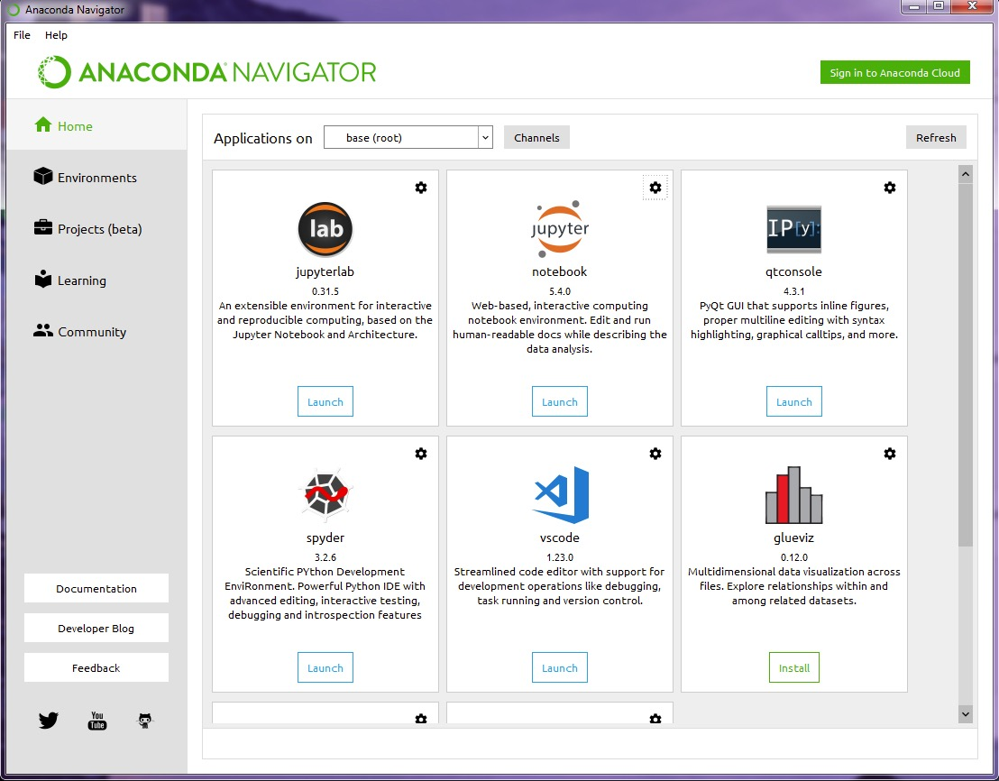 Anaconda Navigator
File Help
ANACONDA NAVIGATOR
Sign in to Anaconda Cloud
Home
Environments
Projects (beta)
Learning
Community
Documentation
Developer Blog
Feedback
You
Tube
Applications on base (root) Channels Refresh
lab
jupyterlab
0.31.5
An extensible environment for interactive
and reproducible computing, based on the
Jupyter Notebook and Architecture.
Launch
jupyter
notebook
5.4.0
Web-based, interactive computing
notebook environment. Edit and run
human-readable docs while describing the
data analysis.
Launch
IP[y]:
qtconsole
4.3.1
PyQt GUI that supports inline figures,
proper multiline editing with syntax
highlighting, graphical calltips, and more.
Launch
spyder
3.2.6
Scientific PYthon Development
EnviRonment. Powerful Python IDE with
advanced editing, interactive testing,
debugging and introspection features
Launch
vscode
1.23.0
Streamlined code editor with support for
development operations like debugging,
task running and version control.
Launch
glueviz
0.12.0
Multidimensional data visualization across
files. Explore relationships within and
among related datasets.
Install